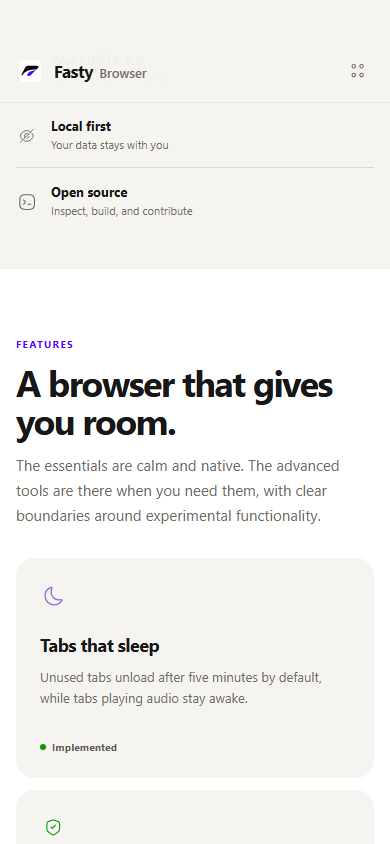 Fasty Browser
Local first
Your data stays with you
Open source
Inspect, build, and contribute
FEATURES
A browser that gives
you room.
The essentials are calm and native. The advanced
tools are there when you need them, with clear
boundaries around experimental functionality.
Tabs that sleep
Unused tabs unload after five minutes by default,
while tabs playing audio stay awake.
Implemented